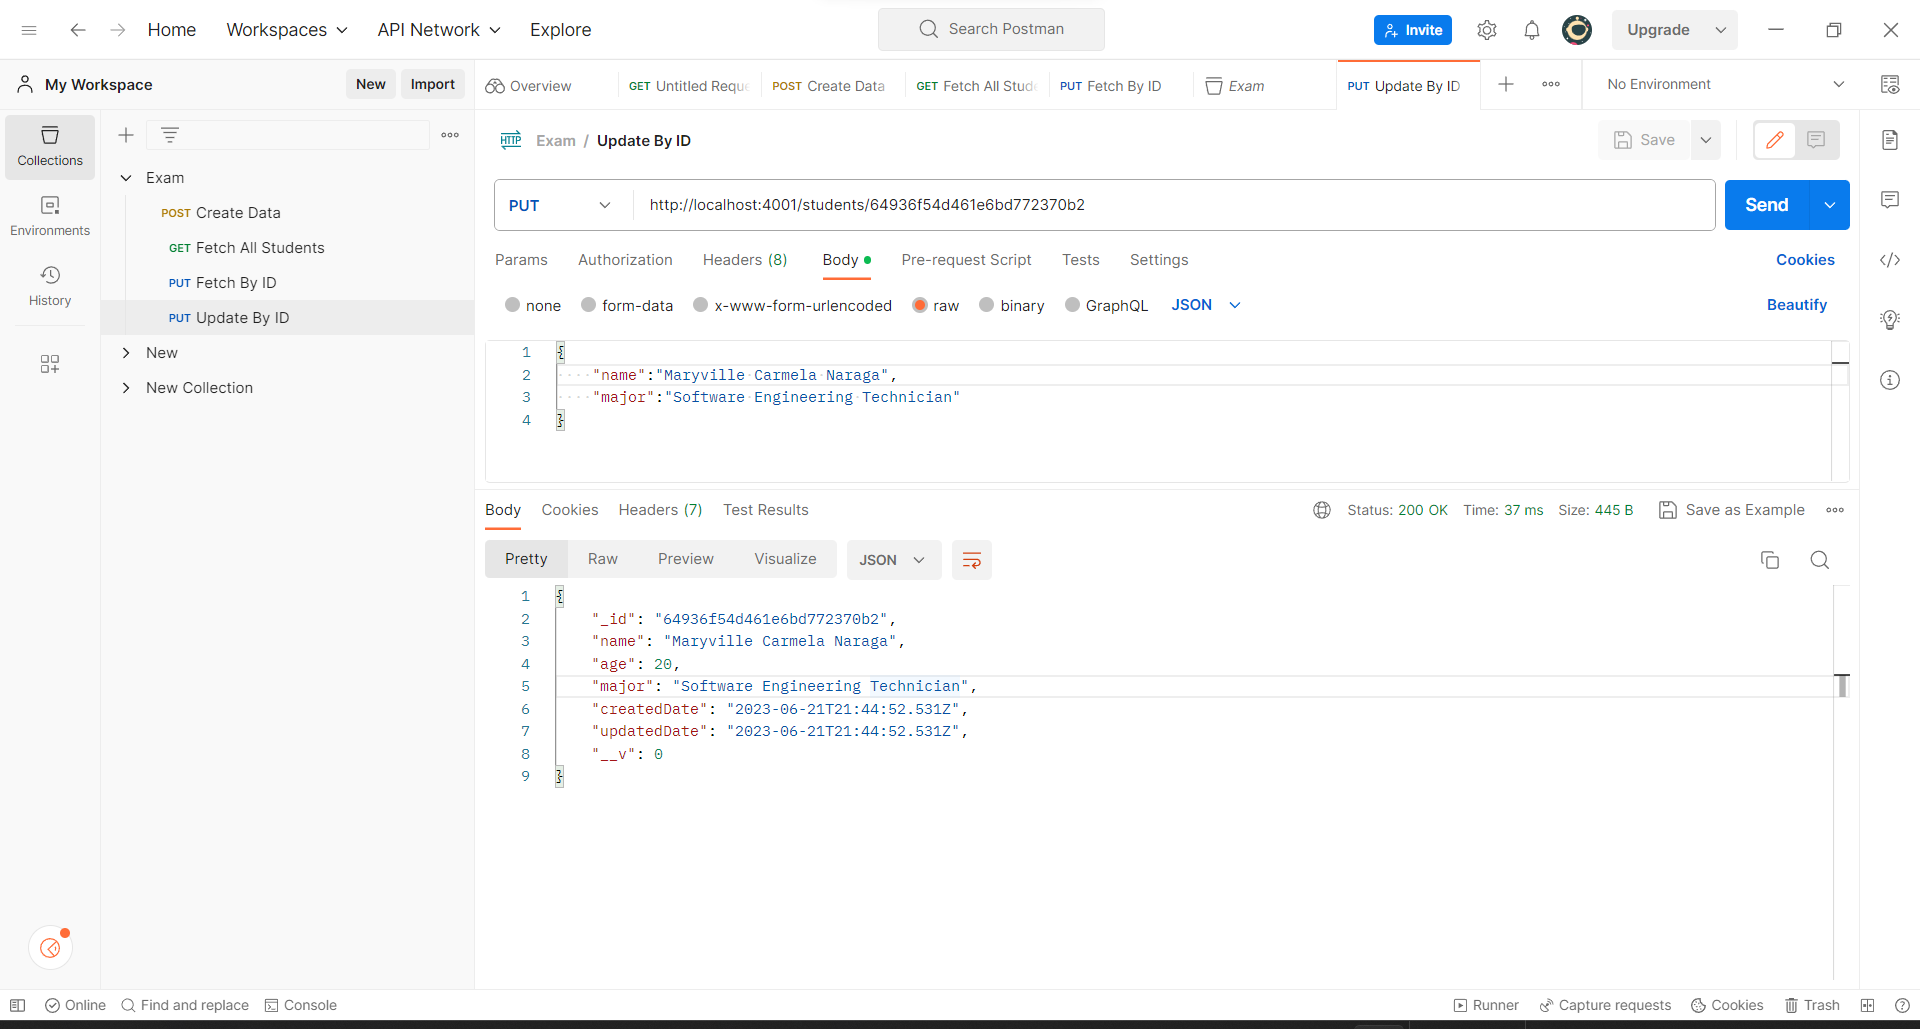 Home Workspaces API Network Explore Search Postman Invite Upgrade
My Workspace New Import Overview GET Untitled Reque POST Create Data GET Fetch All Stude PUT Fetch By ID Exam PUT Update By ID No Environment
Collections
Environments
History
Exam
POST Create Data
GET Fetch All Students
PUT Fetch By ID
PUT Update By ID
New
New Collection
HTTP Exam / Update By ID Save
PUT http://localhost:4001/students/64936f54d461e6bd772370b2 Send
Params Authorization Headers (8) Body Pre-request Script Tests Settings Cookies
none form-data x-www-form-urlencoded raw binary GraphQL JSON Beautify
1 {
2 "name":"Maryville Carmela Naraga",
3 "major":"Software Engineering Technician"
4 }
Body Cookies Headers (7) Test Results Status: 200 OK Time: 37 ms Size: 445 B Save as Example
Pretty Raw Preview Visualize JSON
1 {
2 "_id": "64936f54d461e6bd772370b2",
3 "name": "Maryville Carmela Naraga",
4 "age": 20,
5 "major": "Software Engineering Technician",
6 "createdDate": "2023-06-21T21:44:52.531Z",
7 "updatedDate": "2023-06-21T21:44:52.531Z",
8 "__v": 0
9 }
Online Find and replace Console Runner Capture requests Cookies Trash